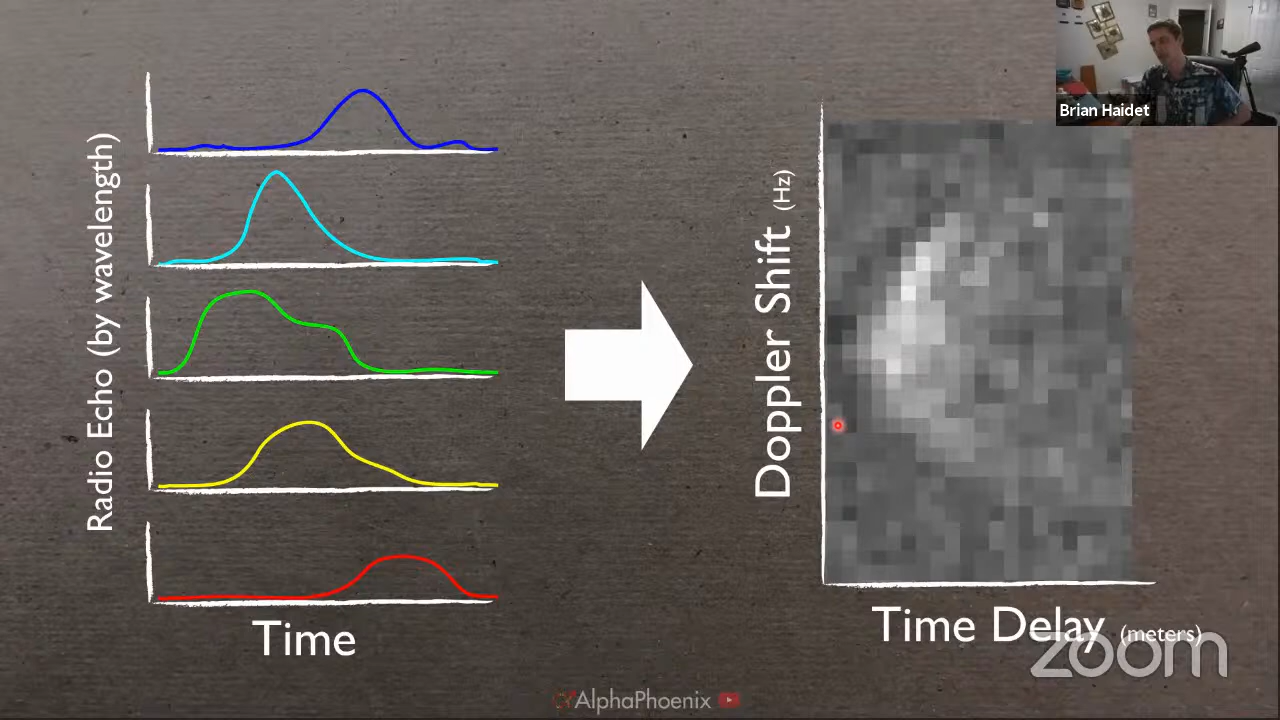 Brian Haidet
Radio Echo (by wavelength)
Time
Doppler Shift (Hz)
Time Delay (meters)
zoom
AlphaPhoenix